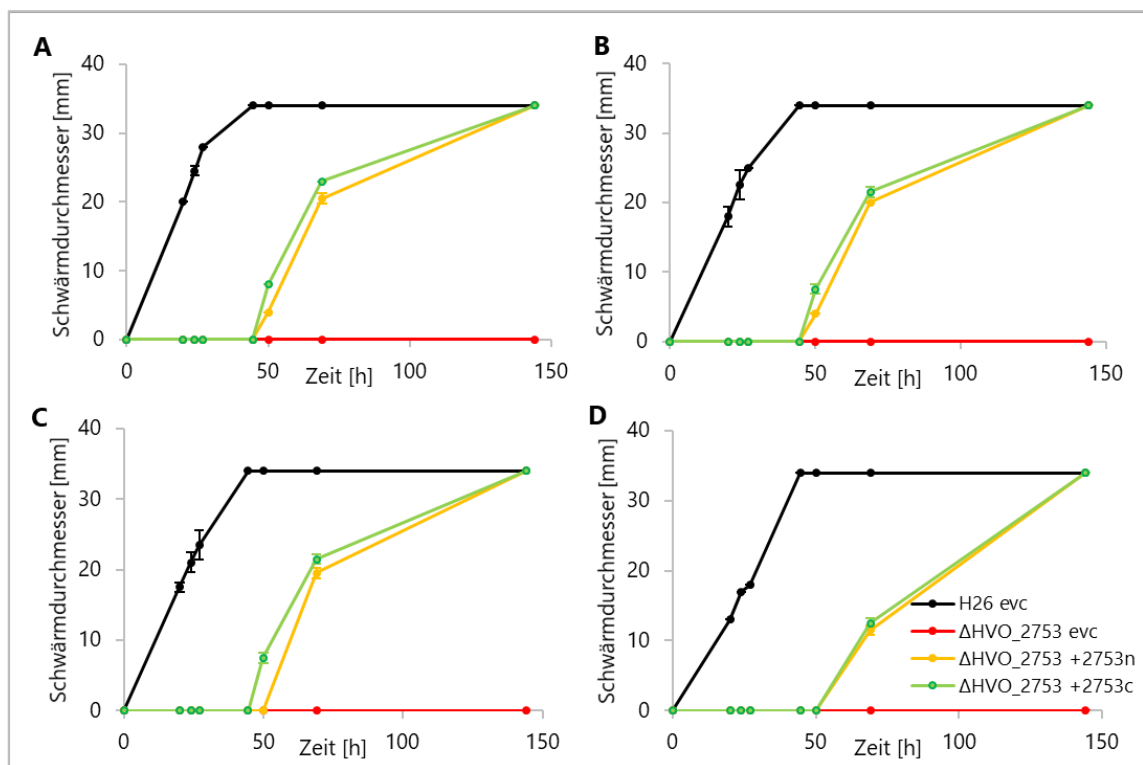 A
Schwärmdurchmesser [mm]
40
30
20
10
0
0
50
100
150
Zeit [h]
B
Schwärmdurchmesser [mm]
40
30
20
10
0
0
50
100
150
Zeit [h]
C
Schwärmdurchmesser [mm]
40
30
20
10
0
0
50
100
150
Zeit [h]
D
Schwärmdurchmesser [mm]
40
30
20
10
0
0
50
100
150
Zeit [h]
H26 evc
ΔHVO_2753 evc
ΔHVO_2753 +2753n
ΔHVO_2753 +2753c